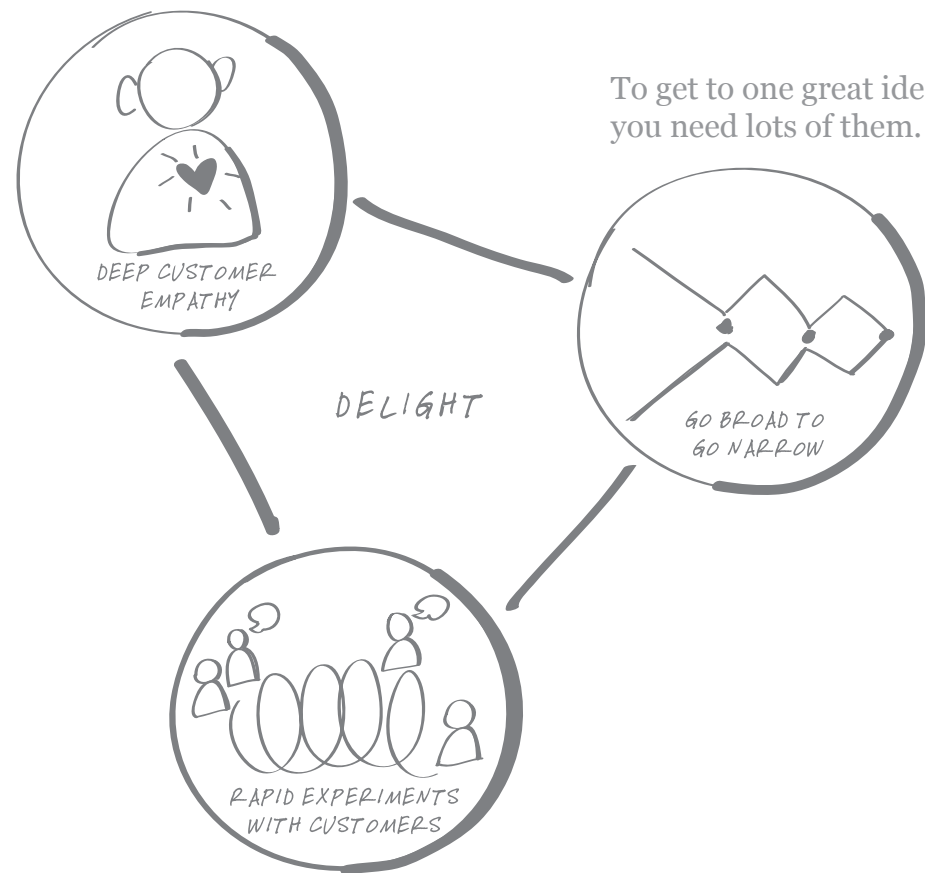 To get to one great ide
you need lots of them.
DEEP CUSTOMER
EMPATHY
DELIGHT
GO BROAD TO
GO NARROW
RAPID EXPERIMENTS
WITH CUSTOMERS